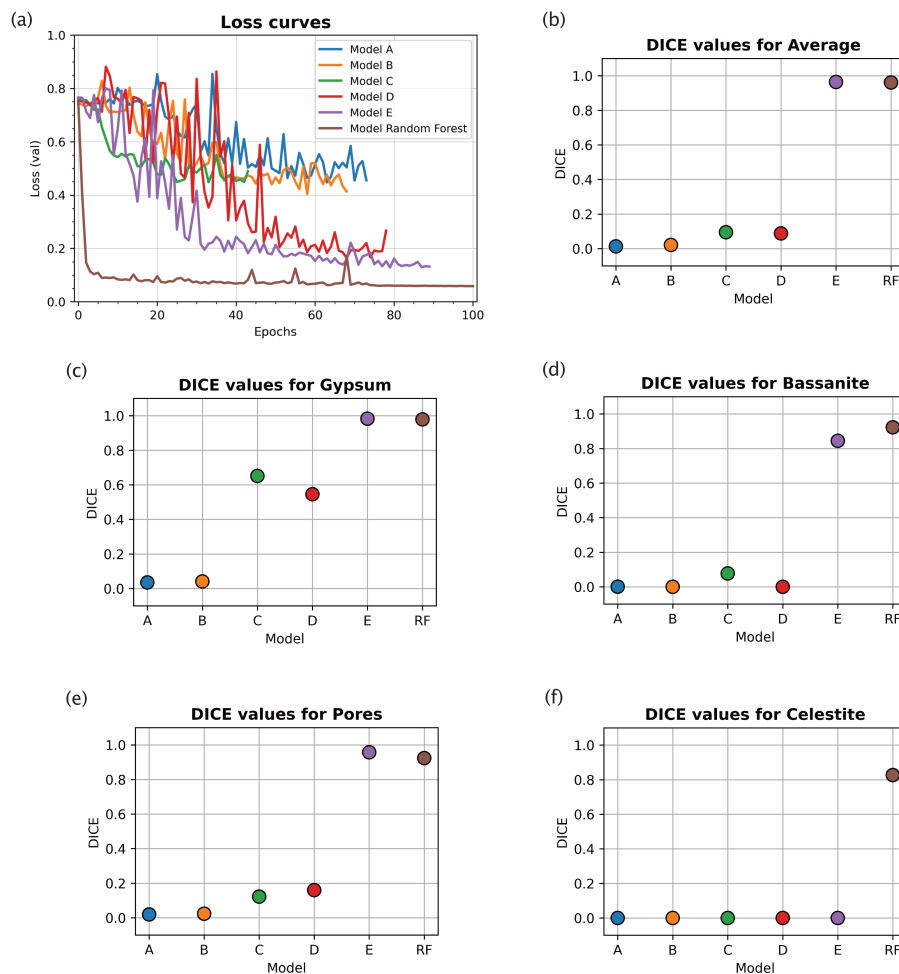 (a)
Loss curves
1.0
0.8
0.6
0.4
0.2
0.0
Loss (val)
0 20 40 60 80 100
Epochs
Model A
Model B
Model C
Model D
Model E
Model Random Forest
(b)
DICE values for Average
1.0
0.8
0.6
0.4
0.2
0.0
DICE
A B C D E RF
Model
(c)
DICE values for Gypsum
1.0
0.8
0.6
0.4
0.2
0.0
DICE
A B C D E RF
Model
(d)
DICE values for Bassanite
1.0
0.8
0.6
0.4
0.2
0.0
DICE
A B C D E RF
Model
(e)
DICE values for Pores
1.0
0.8
0.6
0.4
0.2
0.0
DICE
A B C D E RF
Model
(f)
DICE values for Celestite
1.0
0.8
0.6
0.4
0.2
0.0
DICE
A B C D E RF
Model